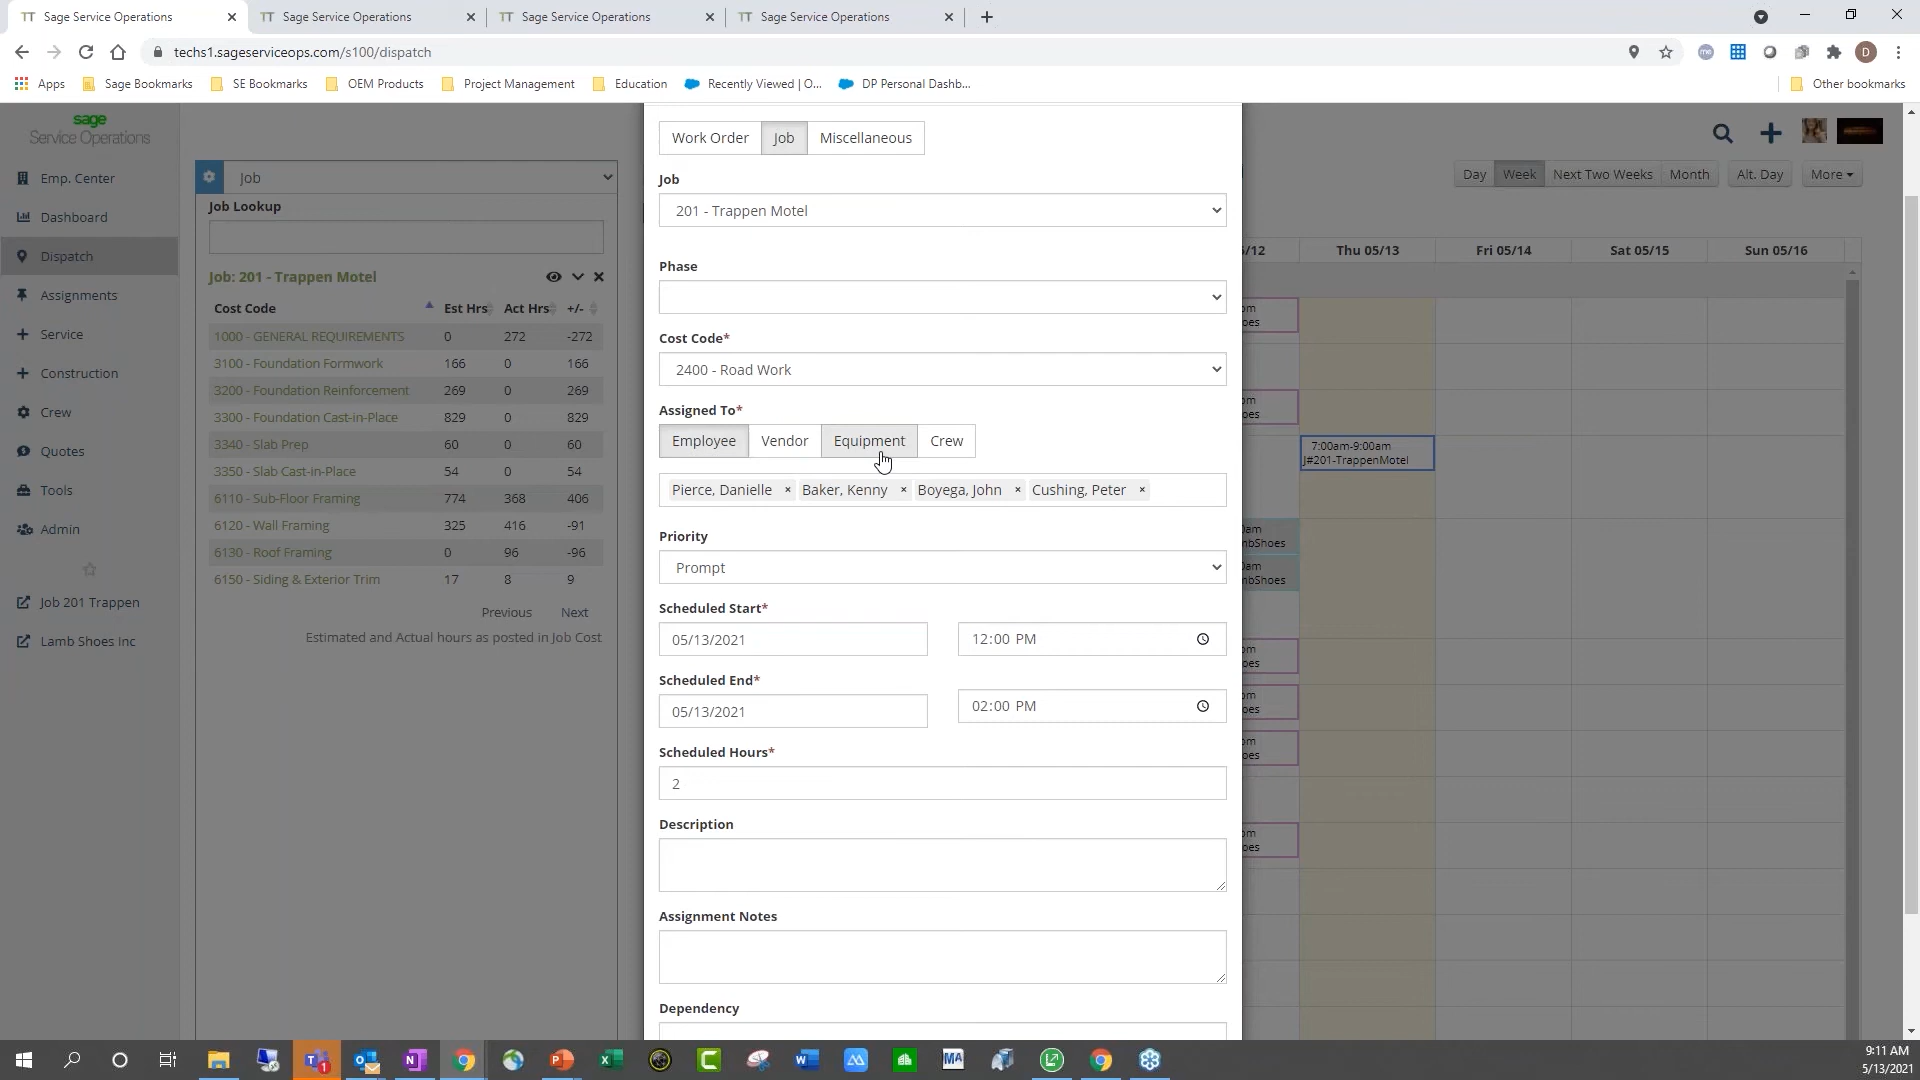 Sage Service Operations
Sage Service Operations
Sage Service Operations
Sage Service Operations
techs1.sageserviceops.com/s100/dispatch
D
Apps
Sage Bookmarks
SE Bookmarks
OEM Products
Project Management
Education
Recently Viewed | O...
DP Personal Dashb...
Other bookmarks
sage
Service Operations
Emp. Center
Dashboard
Dispatch
Assignments
Service
Construction
Crew
Quotes
Tools
Admin
Job 201 Trappen
Lamb Shoes Inc
Job
Job Lookup
Job: 201 - Trappen Motel
Cost Code Est Hrs Act Hrs +/-
1000 - GENERAL REQUIREMENTS 0 272 -272
3100 - Foundation Formwork 166 0 166
3200 - Foundation Reinforcement 269 0 269
3300 - Foundation Cast-in-Place 829 0 829
3340 - Slab Prep 60 0 60
3350 - Slab Cast-in-Place 54 0 54
6110 - Sub-Floor Framing 774 368 406
6120 - Wall Framing 325 416 -91
6130 - Roof Framing 0 96 -96
6150 - Siding & Exterior Trim 17 8 9
Previous Next
Estimated and Actual hours as posted in Job Cost
Work Order Job Miscellaneous
Job
201 - Trappen Motel
Phase
Cost Code*
2400 - Road Work
Assigned To*
Employee Vendor Equipment Crew
Pierce, Danielle × Baker, Kenny × Boyega, John × Cushing, Peter ×
Priority
Prompt
Scheduled Start*
05/13/2021 12:00 PM
Scheduled End*
05/13/2021 02:00 PM
Scheduled Hours*
2
Description
Assignment Notes
Dependency
Day Week Next Two Weeks Month Alt. Day More
/12 Thu 05/13 Fri 05/14 Sat 05/15 Sun 05/16
om
oes
om
oes
7:00am-9:00am
J#201-TrappenMotel
0am
mbShoes
0am
mbShoes
om
oes
om
oes
om
oes
om
oes
9:11 AM
5/13/2021